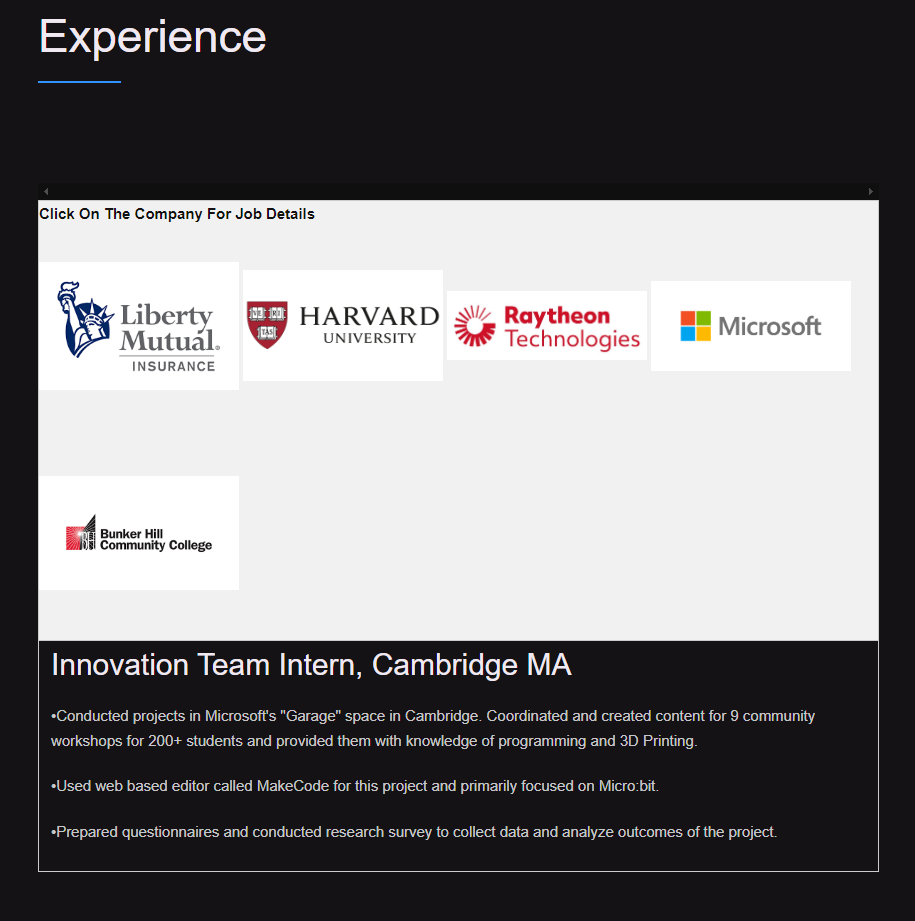 Experience
Click On The Company For Job Details
Liberty
Mutual®
INSURANCE
VE RI
TAS
HARVARD
UNIVERSITY
Raytheon
Technologies
Microsoft
Bunker Hill
Community College
Innovation Team Intern, Cambridge MA
•Conducted projects in Microsoft's "Garage" space in Cambridge. Coordinated and created content for 9 community
workshops for 200+ students and provided them with knowledge of programming and 3D Printing.
•Used web based editor called MakeCode for this project and primarily focused on Micro:bit.
•Prepared questionnaires and conducted research survey to collect data and analyze outcomes of the project.